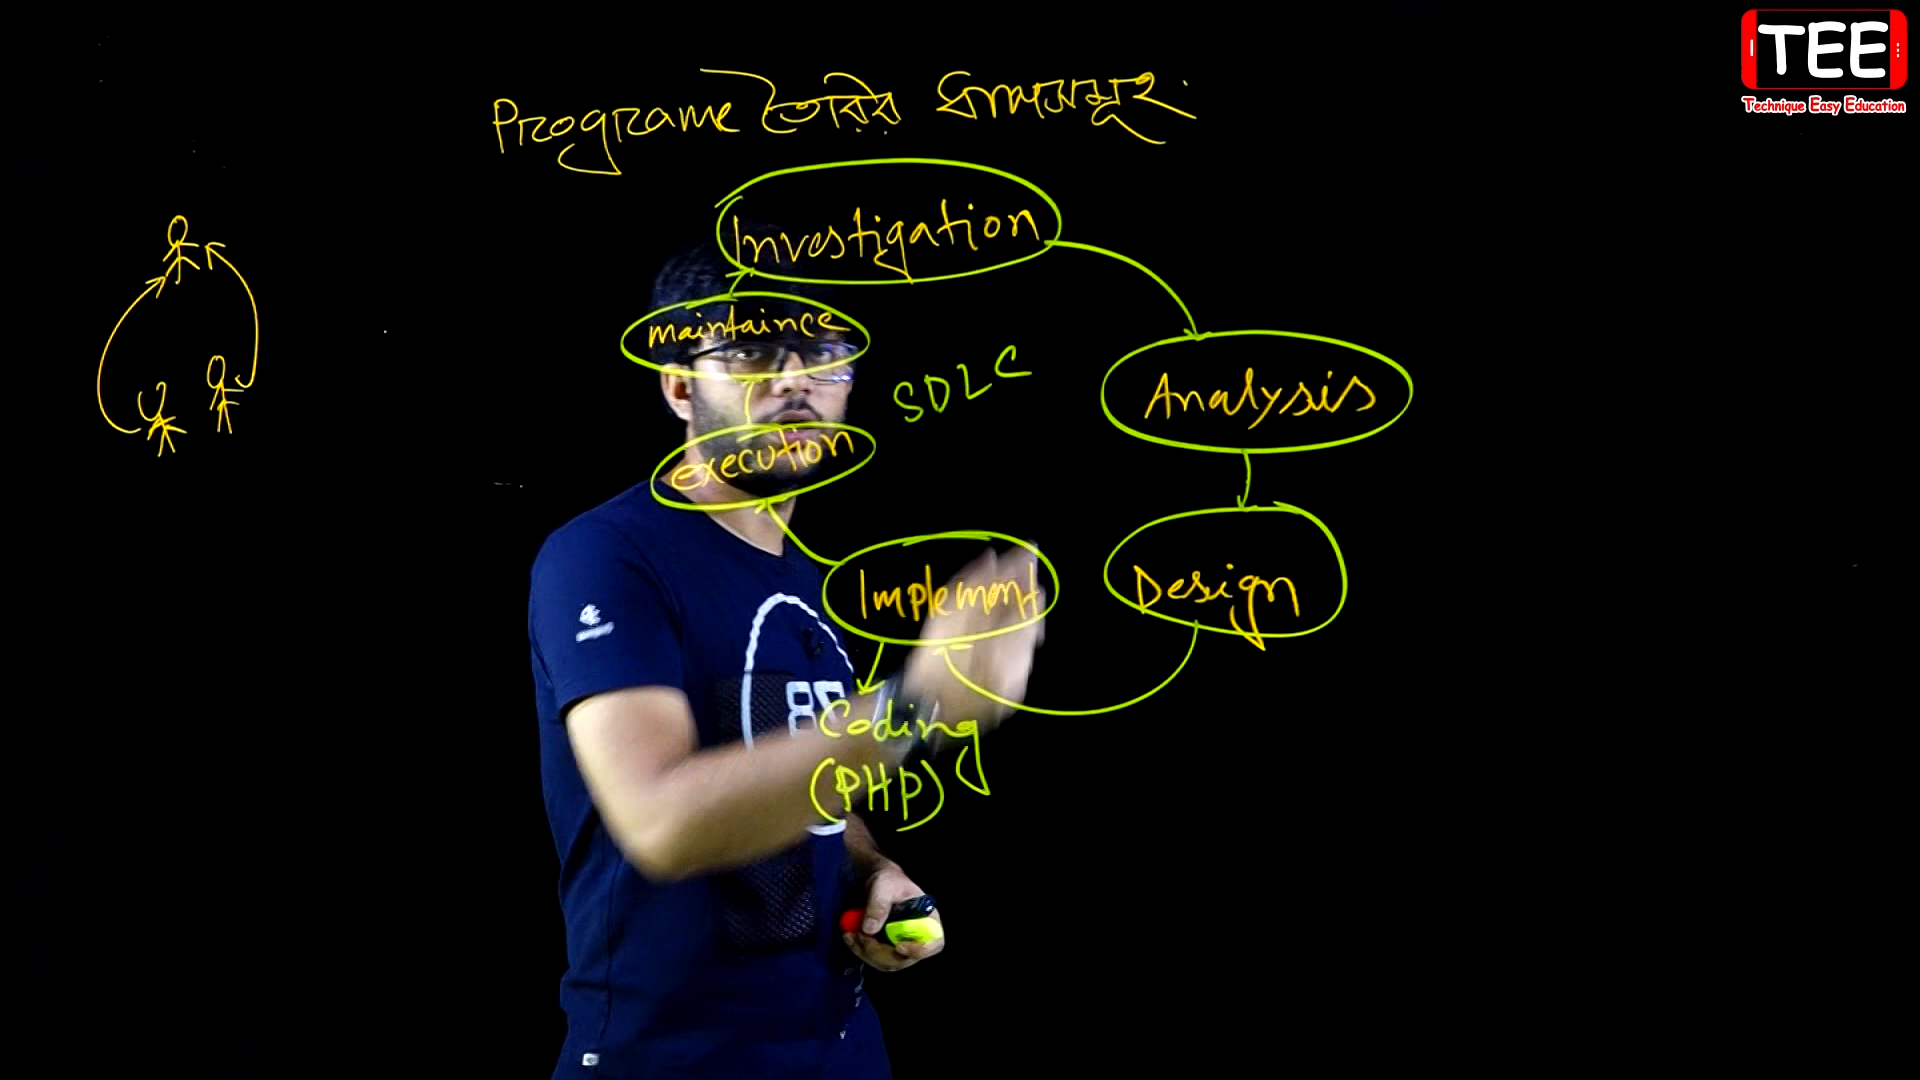 TEE
Technique Easy Education
Programe তৈরির ধাপসমূহ
Investigation
maintaince
SDLC
Analysis
execution
Implement
Design
Coding
(PHP)